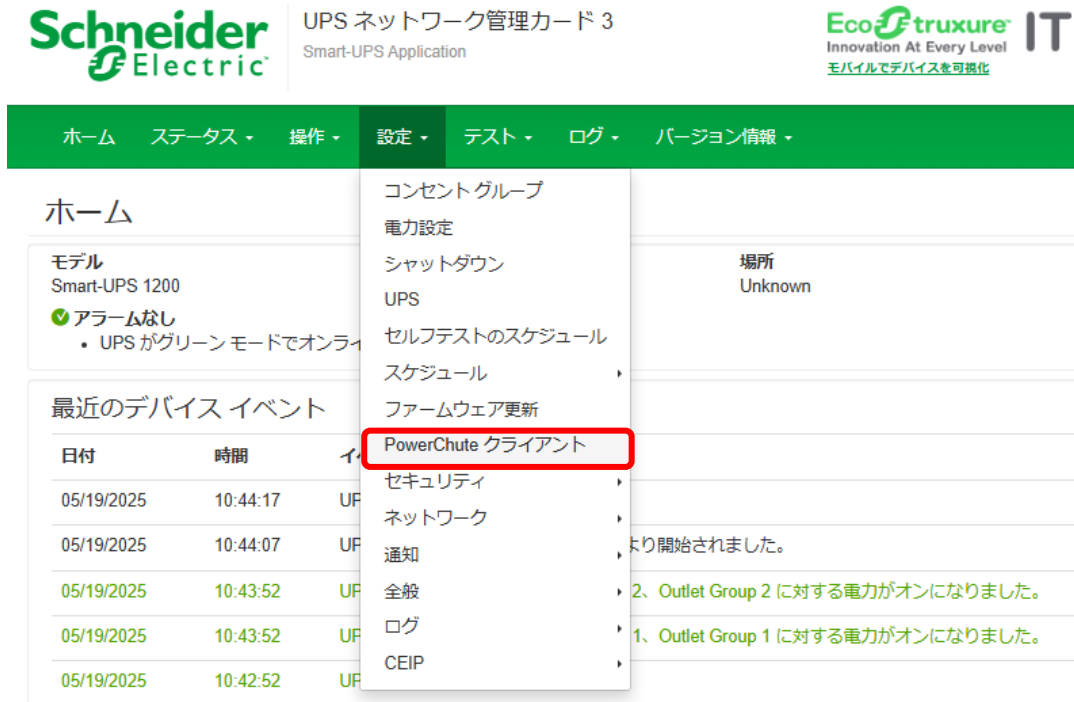 Schneider Electric
UPS ネットワーク管理カード 3
Smart-UPS Application
EcoStruxure IT
Innovation At Every Level
モバイルでデバイスを可視化
ホーム ステータス 操作 設定 テスト ログ バージョン情報
ホーム
モデル
Smart-UPS 1200
場所
Unknown
アラームなし
• UPS がグリーン モードでオンライ
最近のデバイス イベント
日付 時間 イ
05/19/2025 10:44:17 UP
05/19/2025 10:44:07 UP より開始されました。
05/19/2025 10:43:52 UP 2、Outlet Group 2 に対する電力がオンになりました。
05/19/2025 10:43:52 UP 1、Outlet Group 1 に対する電力がオンになりました。
05/19/2025 10:42:52 UP
コンセント グループ
電力設定
シャットダウン
UPS
セルフテストのスケジュール
スケジュール
ファームウェア更新
PowerChute クライアント
セキュリティ
ネットワーク
通知
全般
ログ
CEIP